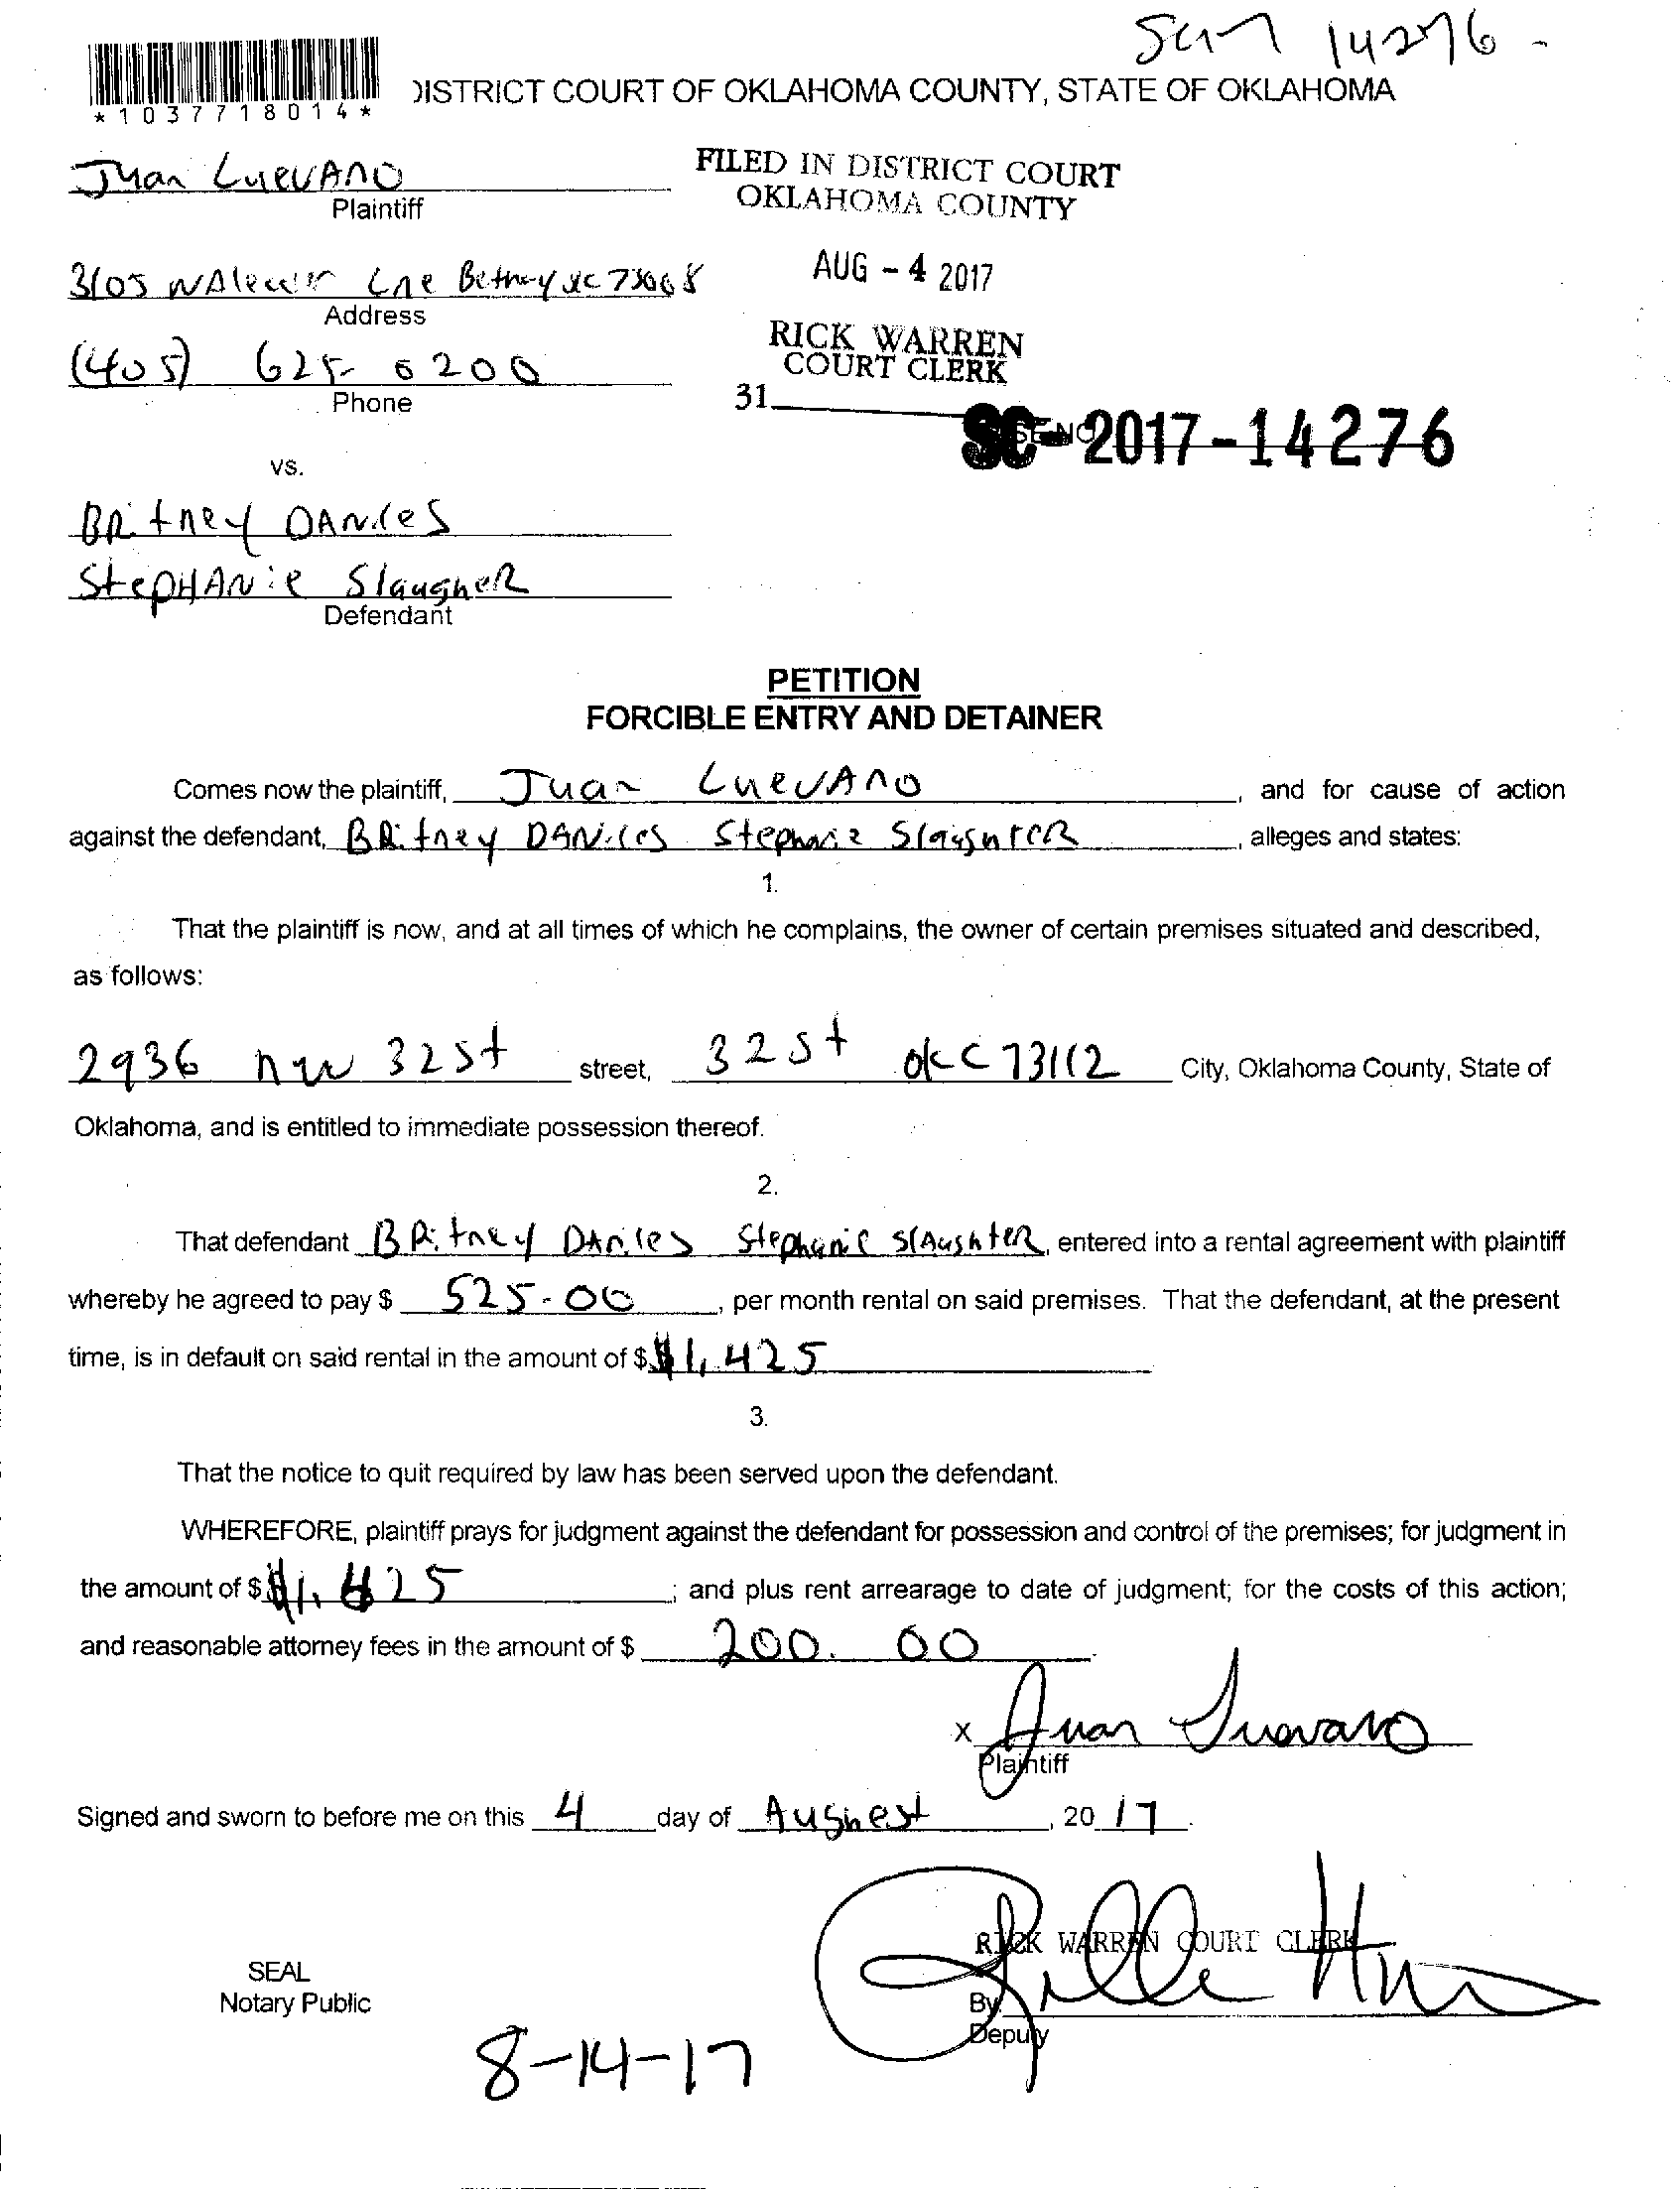 14276 -
DISTRICT COURT OF OKLAHOMA COUNTY, STATE OF OKLAHOMA
*1037718014*
Juan LuevAno
Plaintiff
FILED IN DISTRICT COURT
OKLAHOMA COUNTY
3105 Lne Bethney 73008
Address
AUG - 4 2017
(405) 625- 0200
Phone
RICK WARREN
COURT CLERK
31
SC-2017-14276
vs.
BRitney DANiles
StepHANie SlaugheR
Defendant
PETITION
FORCIBLE ENTRY AND DETAINER
Comes now the plaintiff, Juan LuevAno, and for cause of action
against the defendant, BRitney DANiles Stephanie SlaughteR, alleges and states:
1.
That the plaintiff is now, and at all times of which he complains, the owner of certain premises situated and described,
as follows:
2936 nw 32st street, 32st okc 73112 City, Oklahoma County, State of
Oklahoma, and is entitled to immediate possession thereof.
2.
That defendant BRitney DAniles Stephanie SlAughteR, entered into a rental agreement with plaintiff
whereby he agreed to pay $ 525-00, per month rental on said premises. That the defendant, at the present
time, is in default on said rental in the amount of $ $1,425
3.
That the notice to quit required by law has been served upon the defendant.
WHEREFORE, plaintiff prays for judgment against the defendant for possession and control of the premises; for judgment in
the amount of $ $1,425; and plus rent arrearage to date of judgment; for the costs of this action;
and reasonable attorney fees in the amount of $ 200.00
x Juan Luevano
Plaintiff
Signed and sworn to before me on this 4 day of Aughest, 20 17.
RICK WARREN COURT CLERK
SEAL
Notary Public
By
Deputy
8-14-17